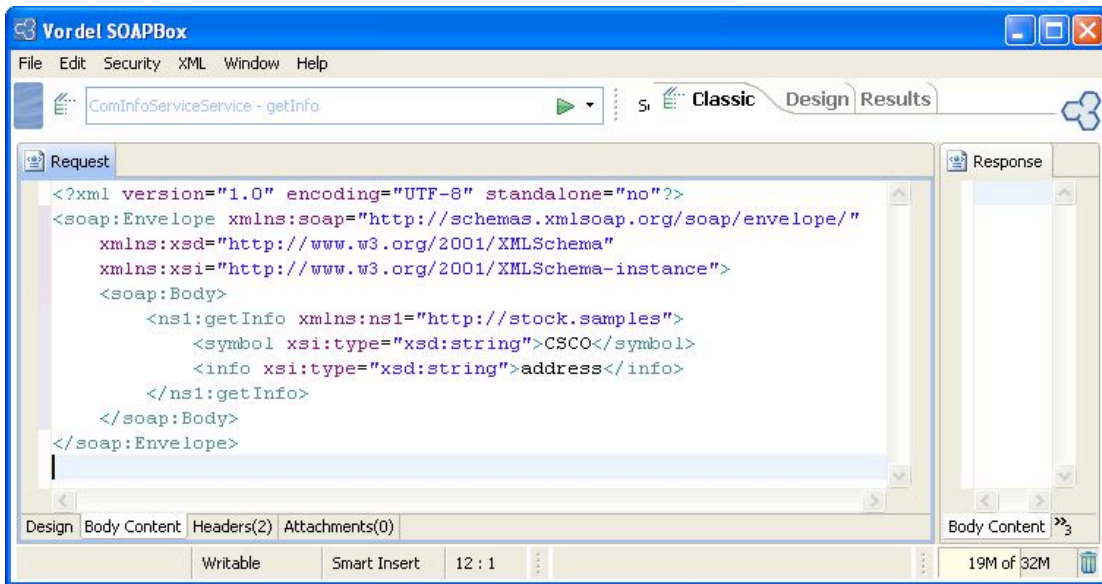 Vordel SOAPBox
File Edit Security XML Window Help
ComInfoServiceService - getInfo
Classic Design Results
Request
<?xml version="1.0" encoding="UTF-8" standalone="no"?>
<soap:Envelope xmlns:soap="http://schemas.xmlsoap.org/soap/envelope/"
xmlns:xsd="http://www.w3.org/2001/XMLSchema"
xmlns:xsi="http://www.w3.org/2001/XMLSchema-instance">
<soap:Body>
<ns1:getInfo xmlns:ns1="http://stock.samples">
<symbol xsi:type="xsd:string">CSCO</symbol>
<info xsi:type="xsd:string">address</info>
</ns1:getInfo>
</soap:Body>
</soap:Envelope>
Design Body Content Headers(2) Attachments(0)
Response
Body Content »3
Writable Smart Insert 12 : 1 19M of 32M